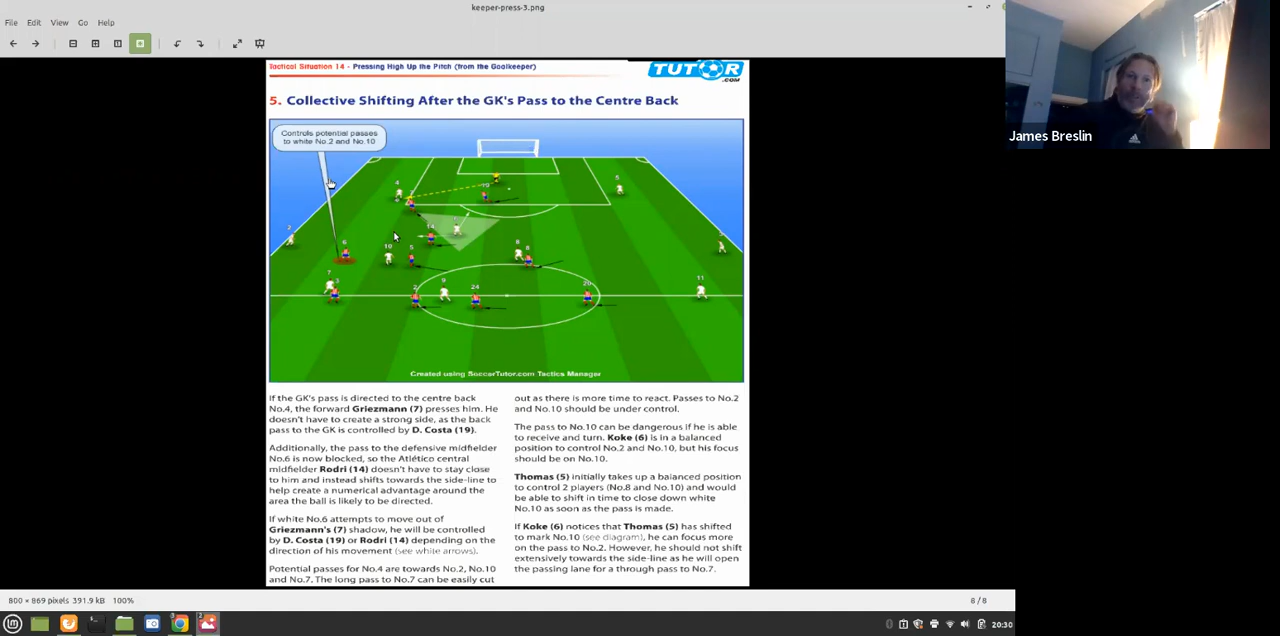 keeper-press-3.png
File Edit View Go Help
Tactical Situation 14 - Pressing High Up the Pitch (from the Goalkeeper)
TUTOR
.COM
5. Collective Shifting After the GK's Pass to the Centre Back
Controls potential passes
to white No.2 and No.10
4
19
5
2
14
6
10
5
8
8
7
3
2
9
24
20
11
Created using SoccerTutor.com Tactics Manager
If the GK's pass is directed to the centre back
No.4, the forward Griezmann (7) presses him. He
doesn't have to create a strong side, as the back
pass to the GK is controlled by D. Costa (19).
Additionally, the pass to the defensive midfielder
No.6 is now blocked, so the Atlético central
midfielder Rodri (14) doesn't have to stay close
to him and instead shifts towards the side-line to
help create a numerical advantage around the
area the ball is likely to be directed.
If white No.6 attempts to move out of
Griezmann's (7) shadow, he will be controlled
by D. Costa (19) or Rodri (14) depending on the
direction of his movement (see white arrows).
Potential passes for No.4 are towards No.2, No.10
and No.7. The long pass to No.7 can be easily cut
out as there is more time to react. Passes to No.2
and No.10 should be under control.
The pass to No.10 can be dangerous if he is able
to receive and turn. Koke (6) is in a balanced
position to control No.2 and No.10, but his focus
should be on No.10.
Thomas (5) initially takes up a balanced position
to control 2 players (No.8 and No.10) and would
be able to shift in time to close down white
No.10 as soon as the pass is made.
If Koke (6) notices that Thomas (5) has shifted
to mark No.10 (see diagram), he can focus more
on the pass to No.2. However, he should not shift
extensively towards the side-line as he will open
the passing lane for a through pass to No.7.
James Breslin
800 × 869 pixels 391.9 kB 100%
8 / 8
20:30